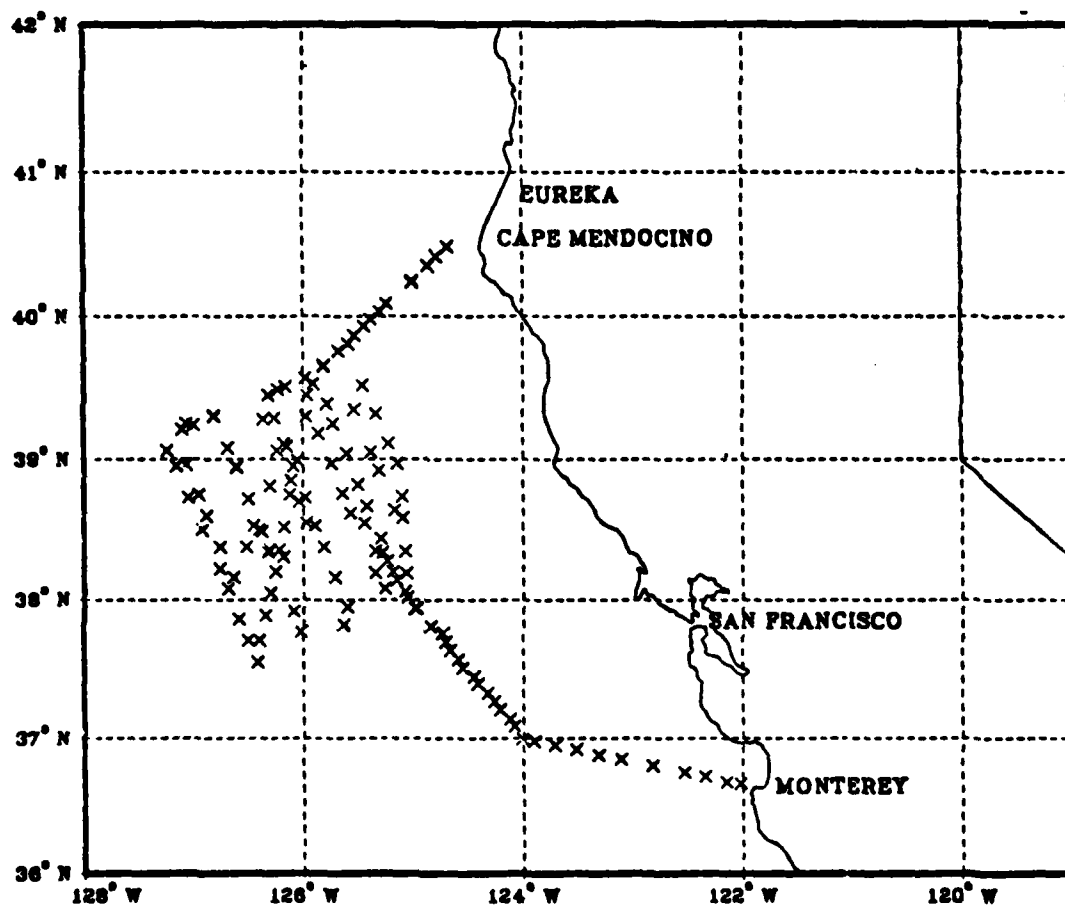 42° N
41° N
EUREKA
CAPE MENDOCINO
40° N
39° N
38° N
SAN FRANCISCO
37° N
MONTEREY
36° N
128° W 126° W 124° W 122° W 120° W